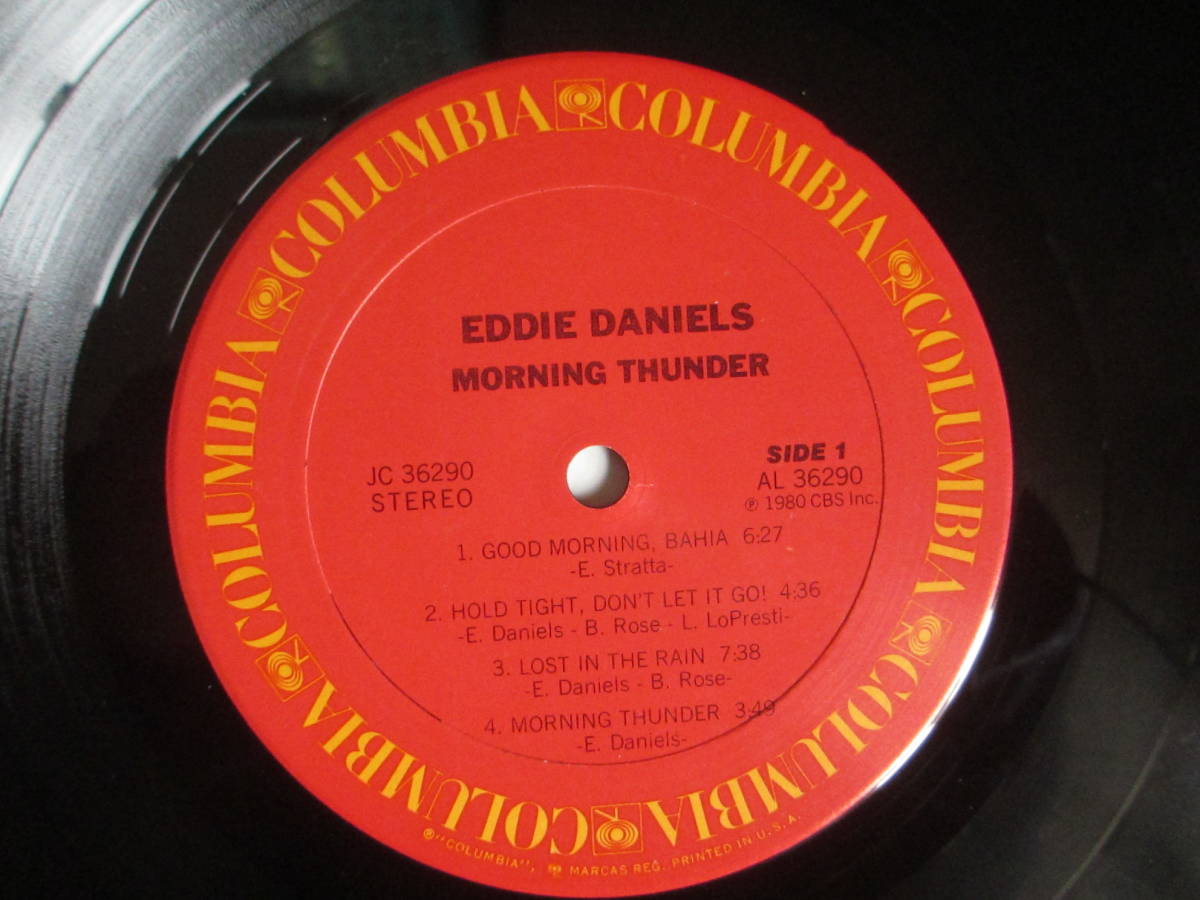 COLUMBIA COLUMBIA COLUMBIA COLUMBIA COLUMBIA COLUMBIA COLUMBIA COLUMBIA
EDDIE DANIELS
MORNING THUNDER
JC 36290
STEREO
SIDE 1
AL 36290
℗ 1980 CBS Inc.
1. GOOD MORNING, BAHIA 6:27
-E. Stratta-
2. HOLD TIGHT, DON'T LET IT GO! 4:36
-E. Daniels - B. Rose - L. LoPresti-
3. LOST IN THE RAIN 7:38
-E. Daniels - B. Rose-
4. MORNING THUNDER 3:49
-E. Daniels-
®"COLUMBIA", MARCAS REG. PRINTED IN U.S.A.